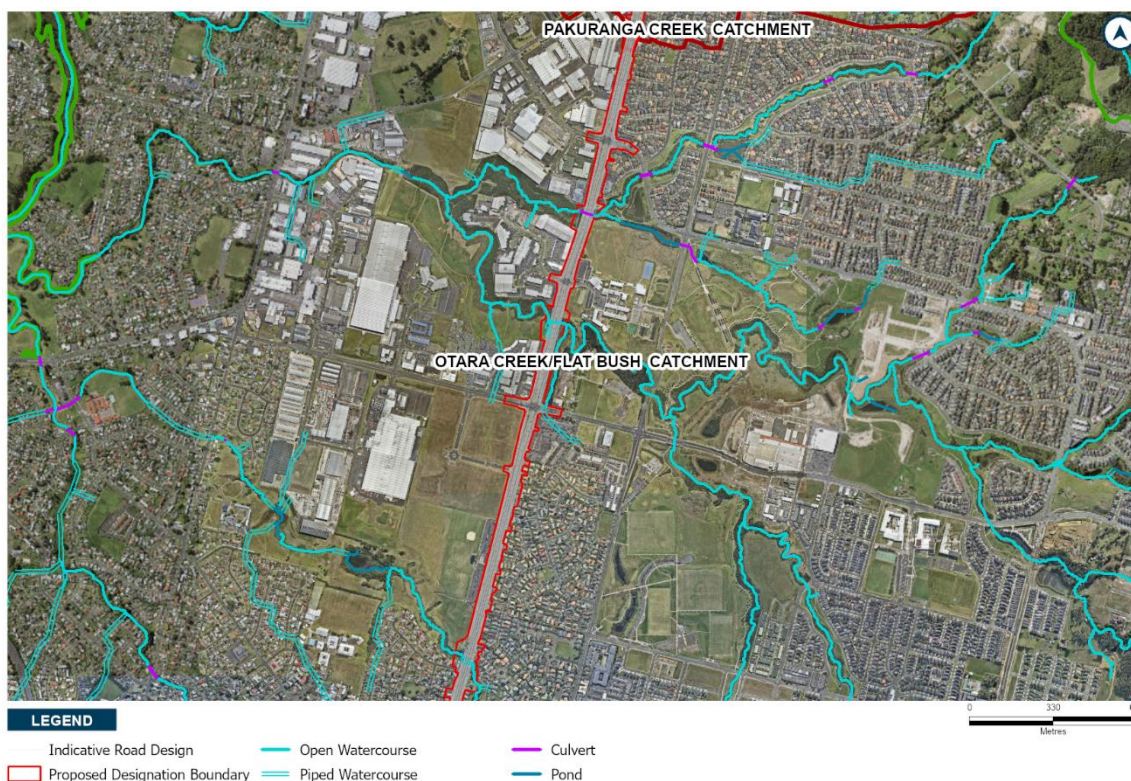 PAKURANGA CREEK CATCHMENT
OTARA CREEK/FLAT BUSH CATCHMENT
LEGEND
Indicative Road Design
Open Watercourse
Culvert
Proposed Designation Boundary
Piped Watercourse
Pond
0 330
Metres